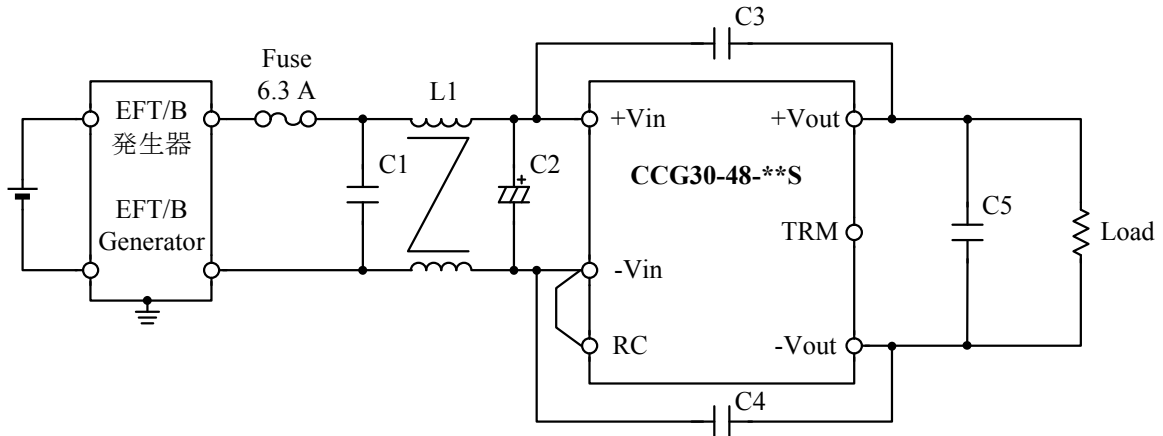 C3
Fuse
6.3 A
L1
EFT/B
発生器
EFT/B
Generator
C1
+
C2
+Vin
+Vout
CCG30-48-**S
TRM
C5
Load
-Vin
RC
-Vout
C4